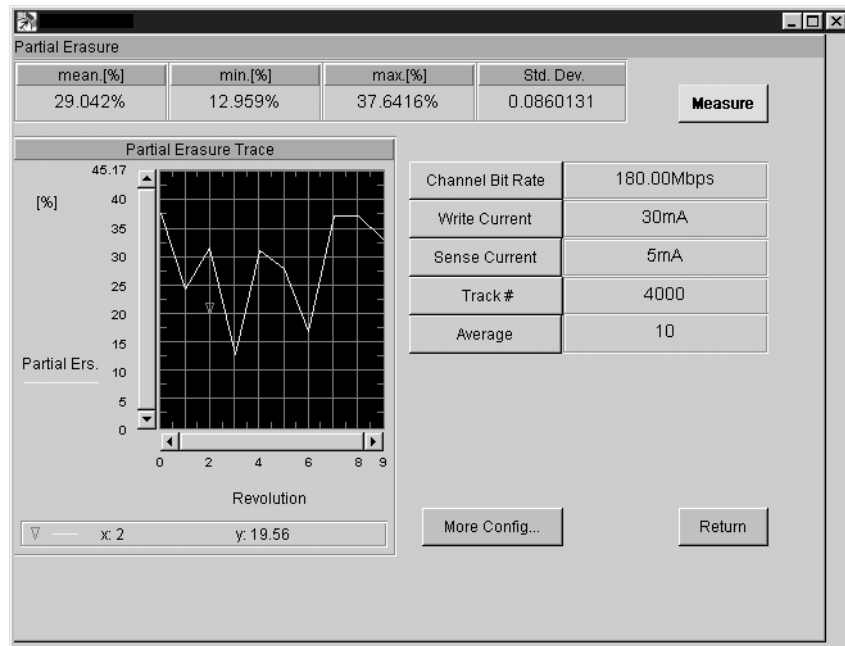 Partial Erasure
mean.[%] min.[%] max.[%] Std. Dev.
29.042% 12.959% 37.6416% 0.0860131
Measure
Partial Erasure Trace
45.17
[%]
40
35
30
25
20
15
Partial Ers.
10
5
0
0 2 4 6 8 9
Revolution
x: 2 y: 19.56
Channel Bit Rate 180.00Mbps
Write Current 30mA
Sense Current 5mA
Track # 4000
Average 10
More Config...
Return